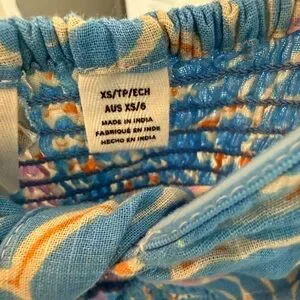 XS/TP/ECH
AUS XS/6
MADE IN INDIA
FABRIQUÉ EN INDE
HECHO EN INDIA